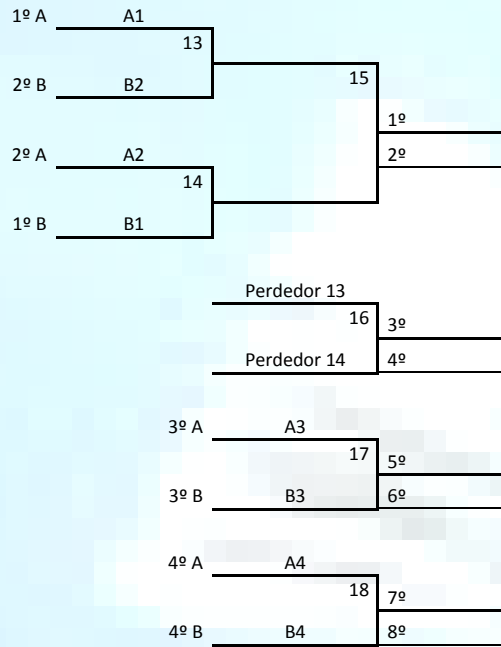 1º A A1
13
2º B B2
15
1º
2º A A2 2º
14
1º B B1
Perdedor 13
16 3º
Perdedor 14 4º
3º A A3
17 5º
3º B B3 6º
4º A A4
18 7º
4º B B4 8º